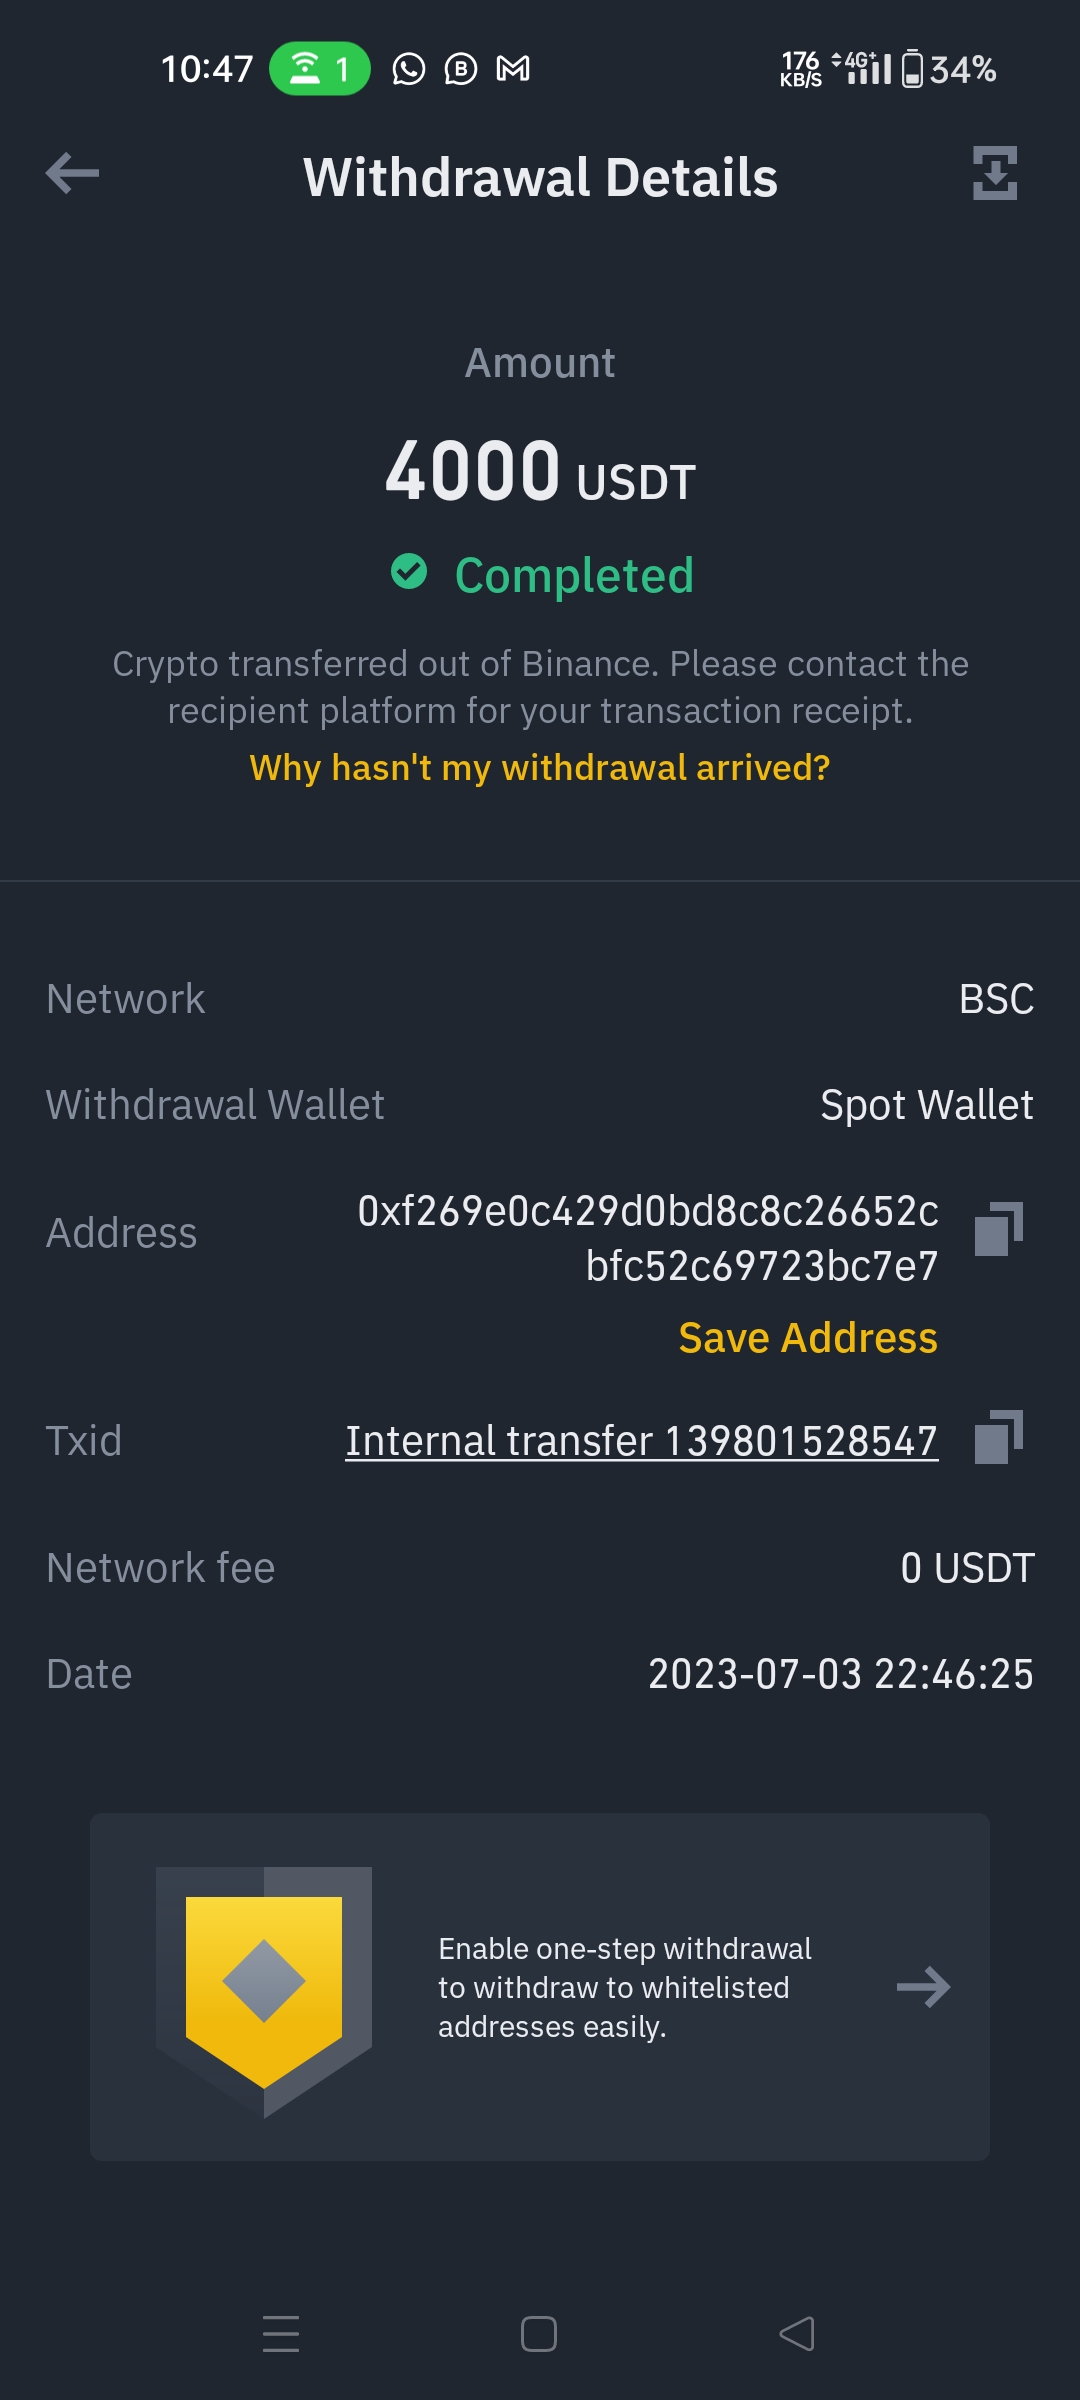 10:47 1 B 176 KB/S 4G+ 34%
Withdrawal Details
Amount
4000 USDT
Completed
Crypto transferred out of Binance. Please contact the
recipient platform for your transaction receipt.
Why hasn't my withdrawal arrived?
Network BSC
Withdrawal Wallet Spot Wallet
Address 0xf269e0c429d0bd8c8c26652c
bfc52c69723bc7e7
Save Address
Txid Internal transfer 139801528547
Network fee 0 USDT
Date 2023-07-03 22:46:25
Enable one-step withdrawal
to withdraw to whitelisted
addresses easily.